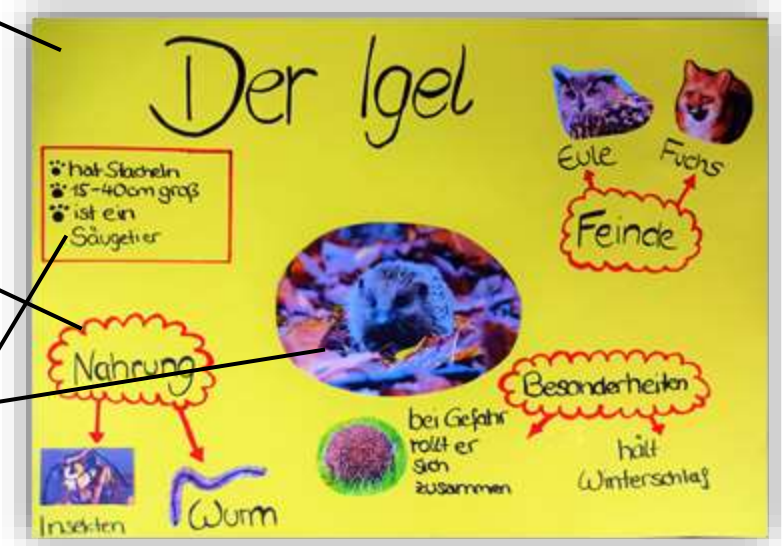 Der Igel
hat Stacheln
15-40cm groß
ist ein
Säugetier
Eule
Fuchs
Feinde
Nahrung
Insekten
Wurm
Besonderheiten
bei Gefahr
rollt er
sich
zusammen
hält
Winterschlaf